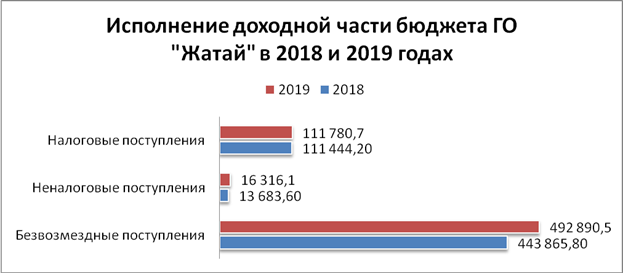 Исполнение доходной части бюджета ГО
"Жатай" в 2018 и 2019 годах
2019 2018
Налоговые поступления
111 780,7
111 444,20
Неналоговые поступления
16 316,1
13 683,60
Безвозмездные поступления
492 890,5
443 865,80